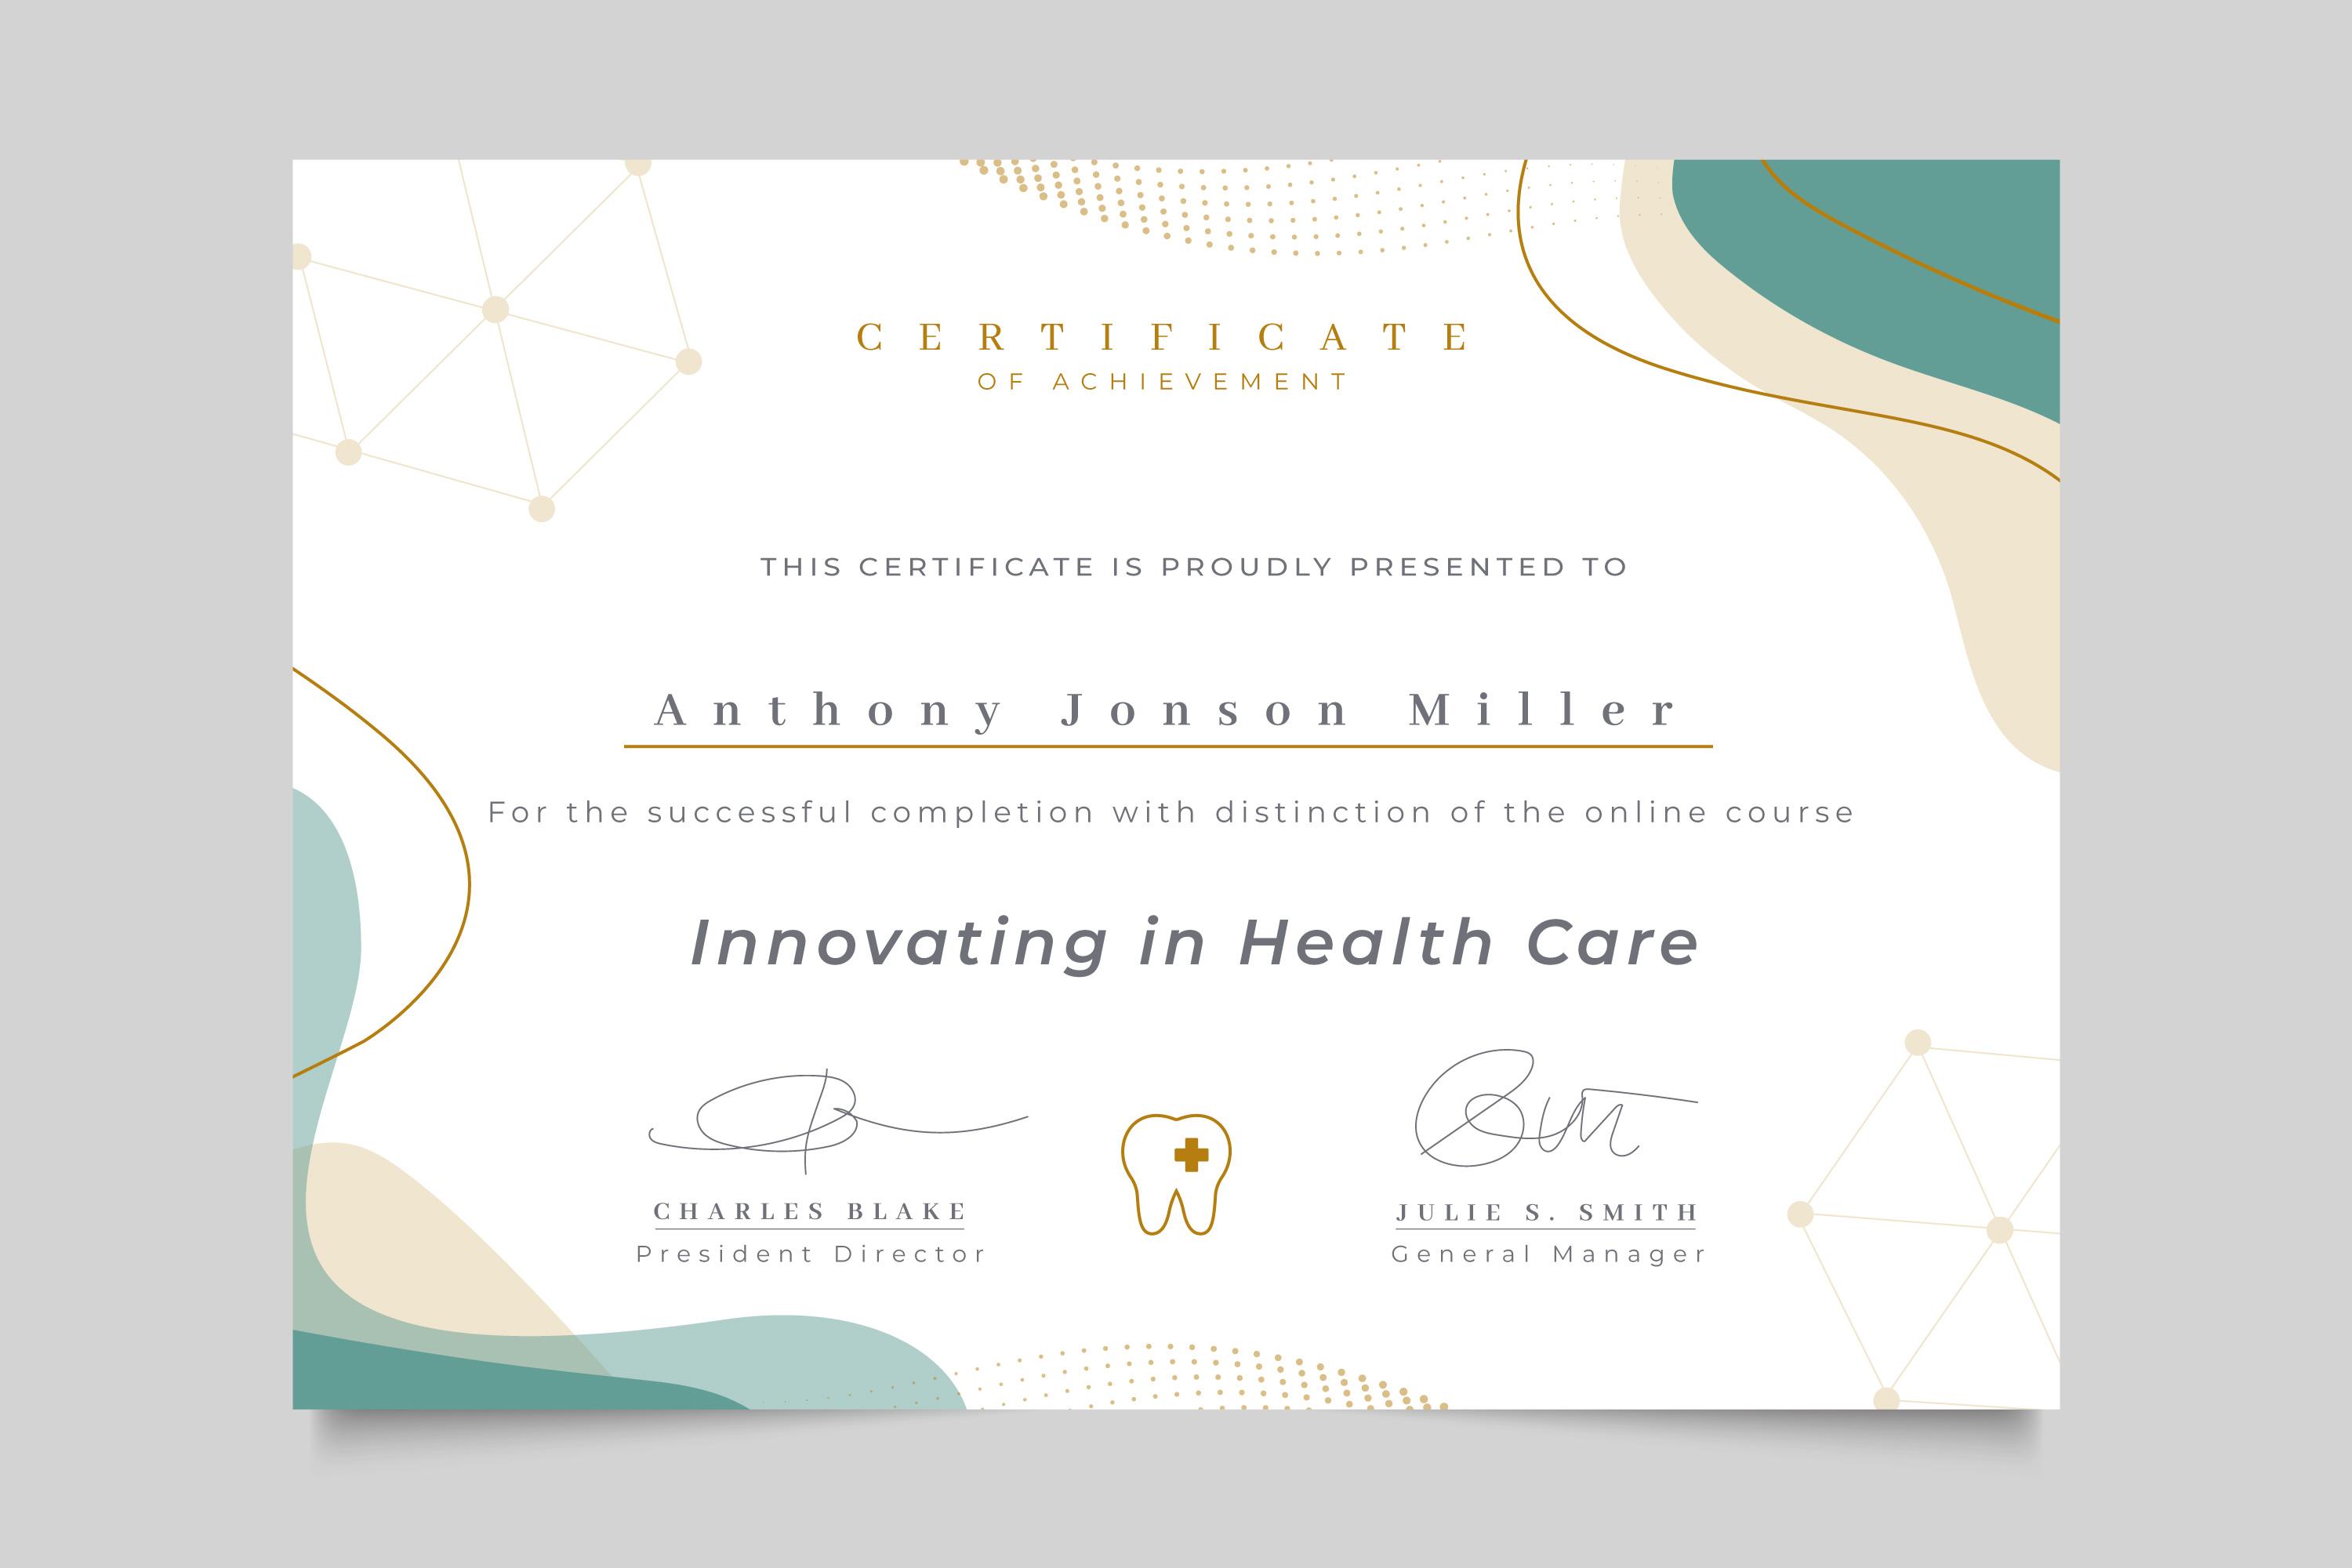 CERTIFICATE
OF ACHIEVEMENT
THIS CERTIFICATE IS PROUDLY PRESENTED TO
Anthony Jonson Miller
For the successful completion with distinction of the online course
Innovating in Health Care
CHARLES BLAKE
President Director
JULIE S. SMITH
General Manager